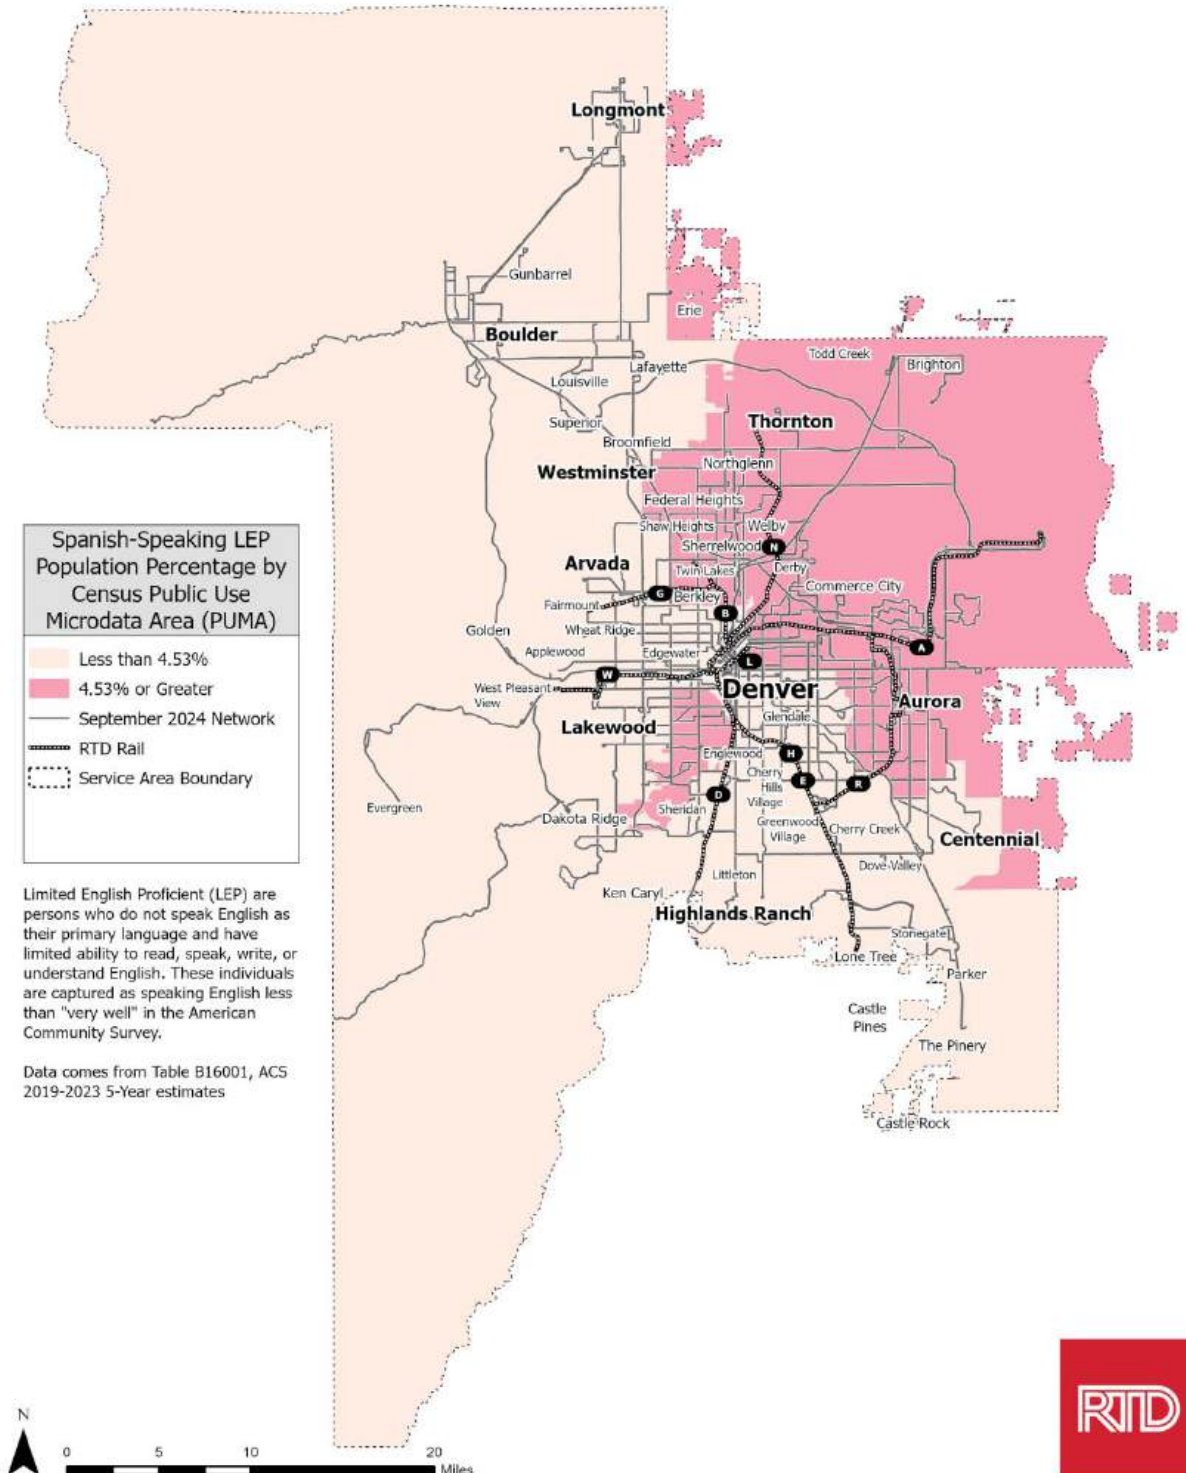 Longmont
Gunbarrel
Erie
Boulder
Todd Creek
Brighton
Lafayette
Louisville
Superior
Thornton
Broomfield
Westminster
Northglenn
Federal Heights
Shaw Heights
Welby
Sherrelwood
N
Arvada
Twin Lakes
Derby
Commerce City
G
Berkley
Fairmount
B
Golden
Wheat Ridge
Applewood
Edgewater
A
L
W
West Pleasant
View
Denver
Aurora
Glendale
Lakewood
Englewood
H
Cherry
Hills
Village
E
R
D
Evergreen
Sheridan
Dakota Ridge
Greenwood
Village
Cherry Creek
Centennial
Dove Valley
Littleton
Ken Caryl
Highlands Ranch
Stonegate
Lone Tree
Parker
Castle
Pines
The Pinery
Castle Rock
Spanish-Speaking LEP
Population Percentage by
Census Public Use
Microdata Area (PUMA)
Less than 4.53%
4.53% or Greater
September 2024 Network
RTD Rail
Service Area Boundary
Limited English Proficient (LEP) are
persons who do not speak English as
their primary language and have
limited ability to read, speak, write, or
understand English. These individuals
are captured as speaking English less
than "very well" in the American
Community Survey.
Data comes from Table B16001, ACS
2019-2023 5-Year estimates
N
0 5 10 20
Miles
RTD